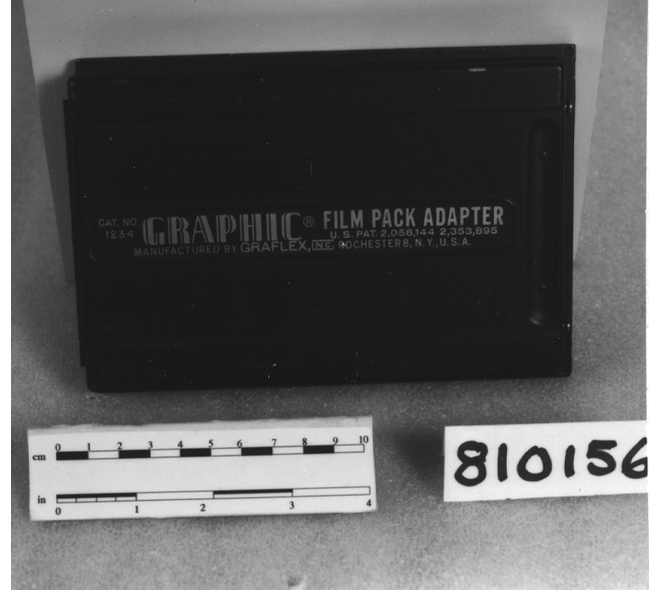 CAT. NO. GRAPHIC® FILM PACK ADAPTER
1234 U.S. PAT. 2,056,144 2,353,895
MANUFACTURED BY GRAFLEX, INC. ROCHESTER 8, N.Y., U.S.A.
cm 0 1 2 3 4 5 6 7 8 9 10
in 0 1 2 3 4
810156